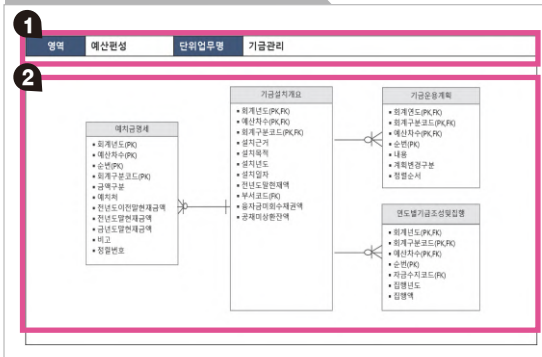 1
영역 예산편성 단위업무명 기금관리
2
예치금명세
• 회계년도(PK)
• 예산차수(PK)
• 순번(PK)
• 회계구분코드(PK)
• 금액구분
• 예치처
• 전년도이전말현재금액
• 전년도말현재금액
• 금년도말현재금액
• 비고
• 정렬번호
기금설치개요
• 회계년도(PK,FK)
• 예산차수(PK,FK)
• 회계구분코드(PK,FK)
• 설치근거
• 설치목적
• 설치년도
• 설치일자
• 전년도말현재액
• 부서코드(FK)
• 융자금미회수채권액
• 공채미상환잔액
기금운용계획
• 회계연도(PK,FK)
• 회계구분코드(PK,FK)
• 예산차수(PK,FK)
• 순번(PK)
• 내용
• 계획변경구분
• 정렬순서
연도별기금조성및집행
• 회계년도(PK,FK)
• 회계구분코드(PK,FK)
• 예산차수(PK,FK)
• 순번(PK)
• 자금수지코드(FK)
• 집행년도
• 집행액